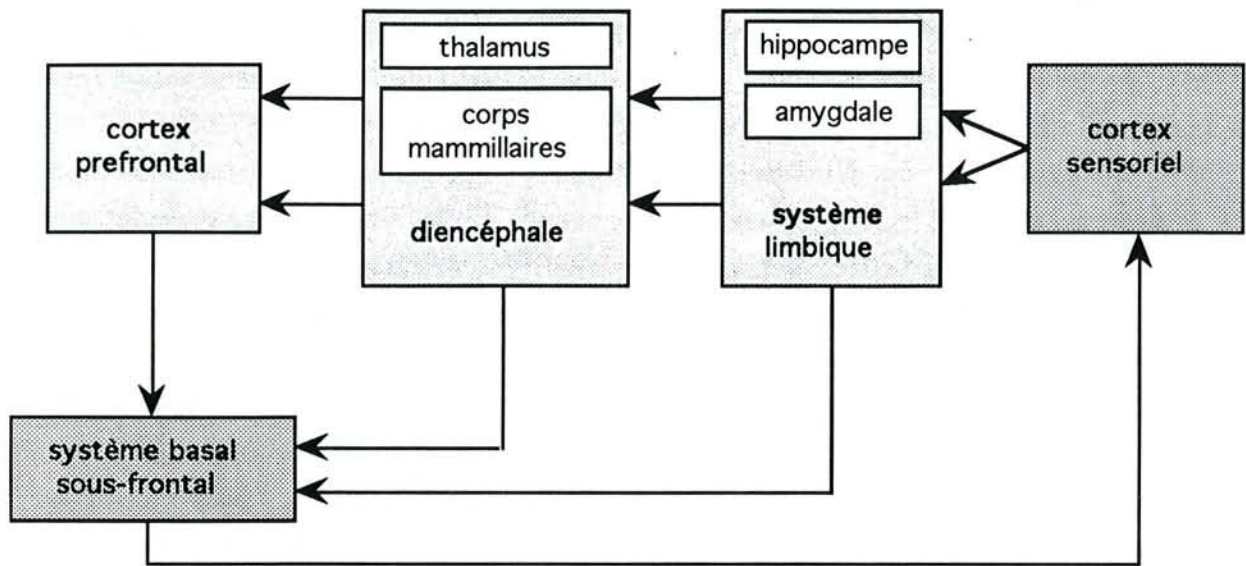 thalamus
corps
mammillaires
diencéphale
hippocampe
amygdale
système
limbique
cortex
prefrontal
cortex
sensoriel
système basal
sous-frontal